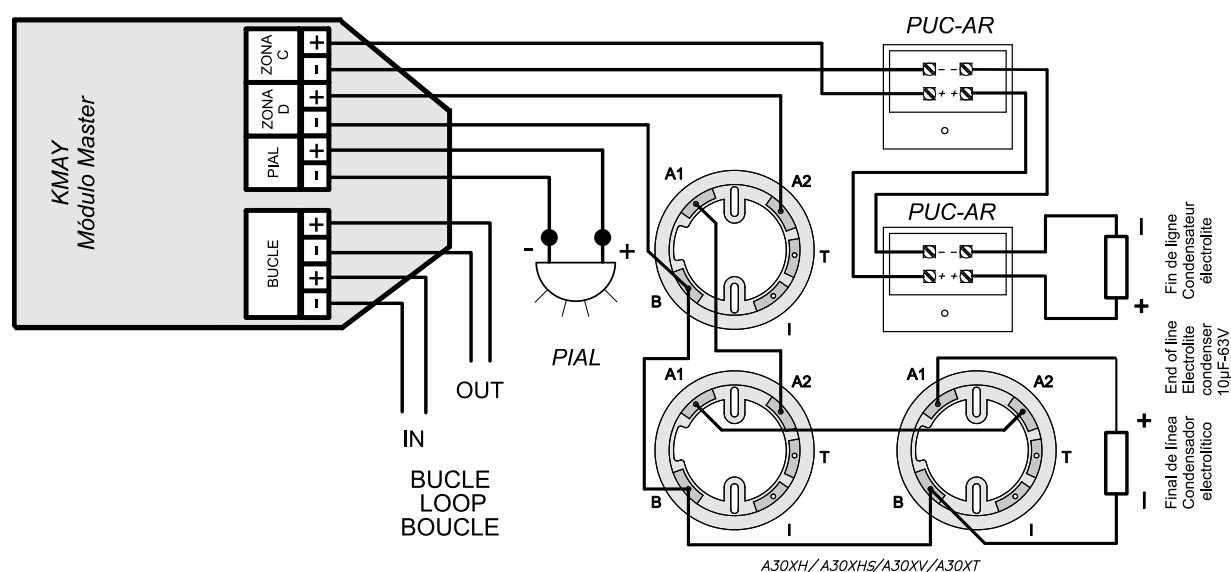 KMAY
Módulo Master
ZONA
C
+
-
ZONA
D
+
-
PIAL
+
-
BUCLE
+
-
+
-
IN
OUT
BUCLE
LOOP
BOUCLE
-
+
PIAL
A1
A2
T
B
I
A1
A2
T
B
I
A1
A2
T
B
I
A30XH/A30XHS/A30XV/A30XT
PUC-AR
- -
+ +
PUC-AR
- -
+ +
-
+
Fin de ligne
Condensateur
électrolite
End of line
Electrolite
condenser
10µF-63V
+
-
Final de línea
Condensador
electrolítico